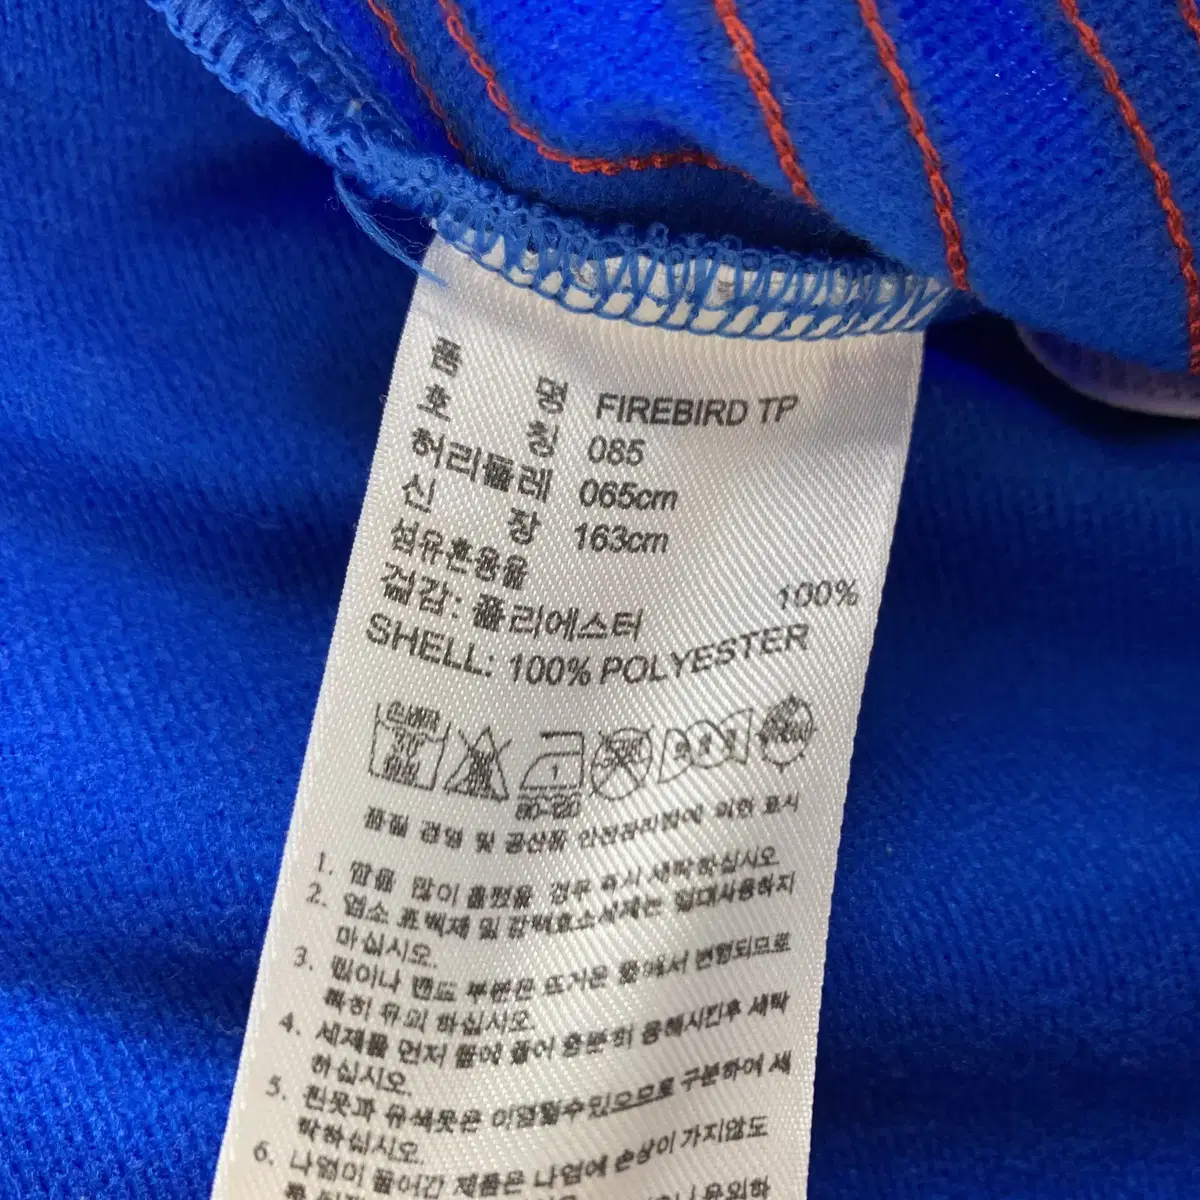 품 명 FIREBIRD TP
호 칭 085
허리둘레 065cm
신 장 163cm
섬유혼용율
겉감: 폴리에스터 100%
SHELL: 100% POLYESTER
손세탁
80-120
품질 경영 및 공산품 안전관리법에 의한 표시
1. 땀을 많이 흘렸을 경우 즉시 세탁하십시오
2. 염소 표백제 및 강력효소세제는 절대사용하지
마십시오.
3. 밑이나 밴드 부분은 뜨거운 물에서 변형되므로
특히 유의 하십시오.
4. 세제를 먼저 물에 풀어 충분히 용해시킨후 세탁
하십시오.
5. 흰옷과 유색옷은 이염될수있으므로 구분하여 세
탁하십시오.
6. 나염이 들어간 제품은 나염에 손상이 가지않도